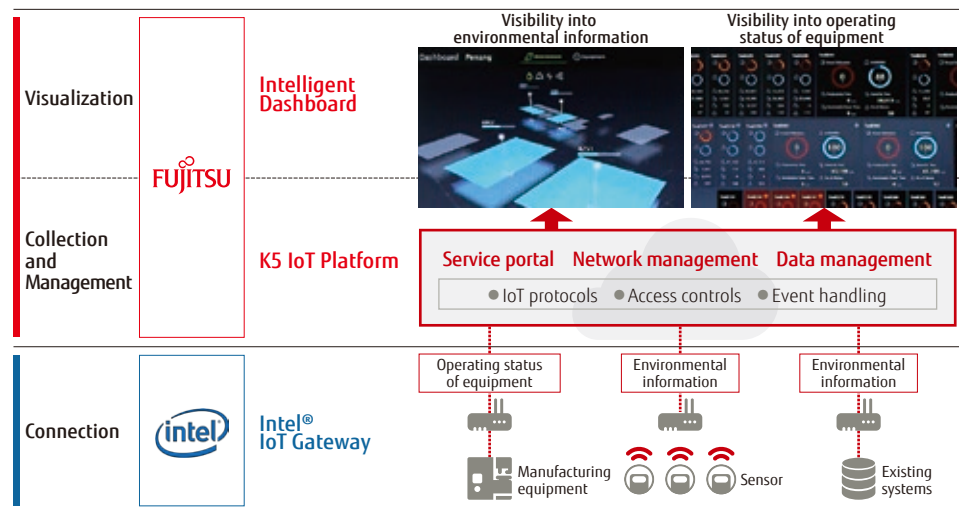 Visibility into
environmental information
Visibility into operating
status of equipment
Dashboard Penang
Visualization
FUJITSU
Intelligent
Dashboard
Collection
and
Management
K5 IoT Platform
Service portal Network management Data management
IoT protocols Access controls Event handling
Operating status
of equipment
Environmental
information
Environmental
information
Connection
intel
Intel®
IoT Gateway
Manufacturing
equipment
Sensor
Existing
systems